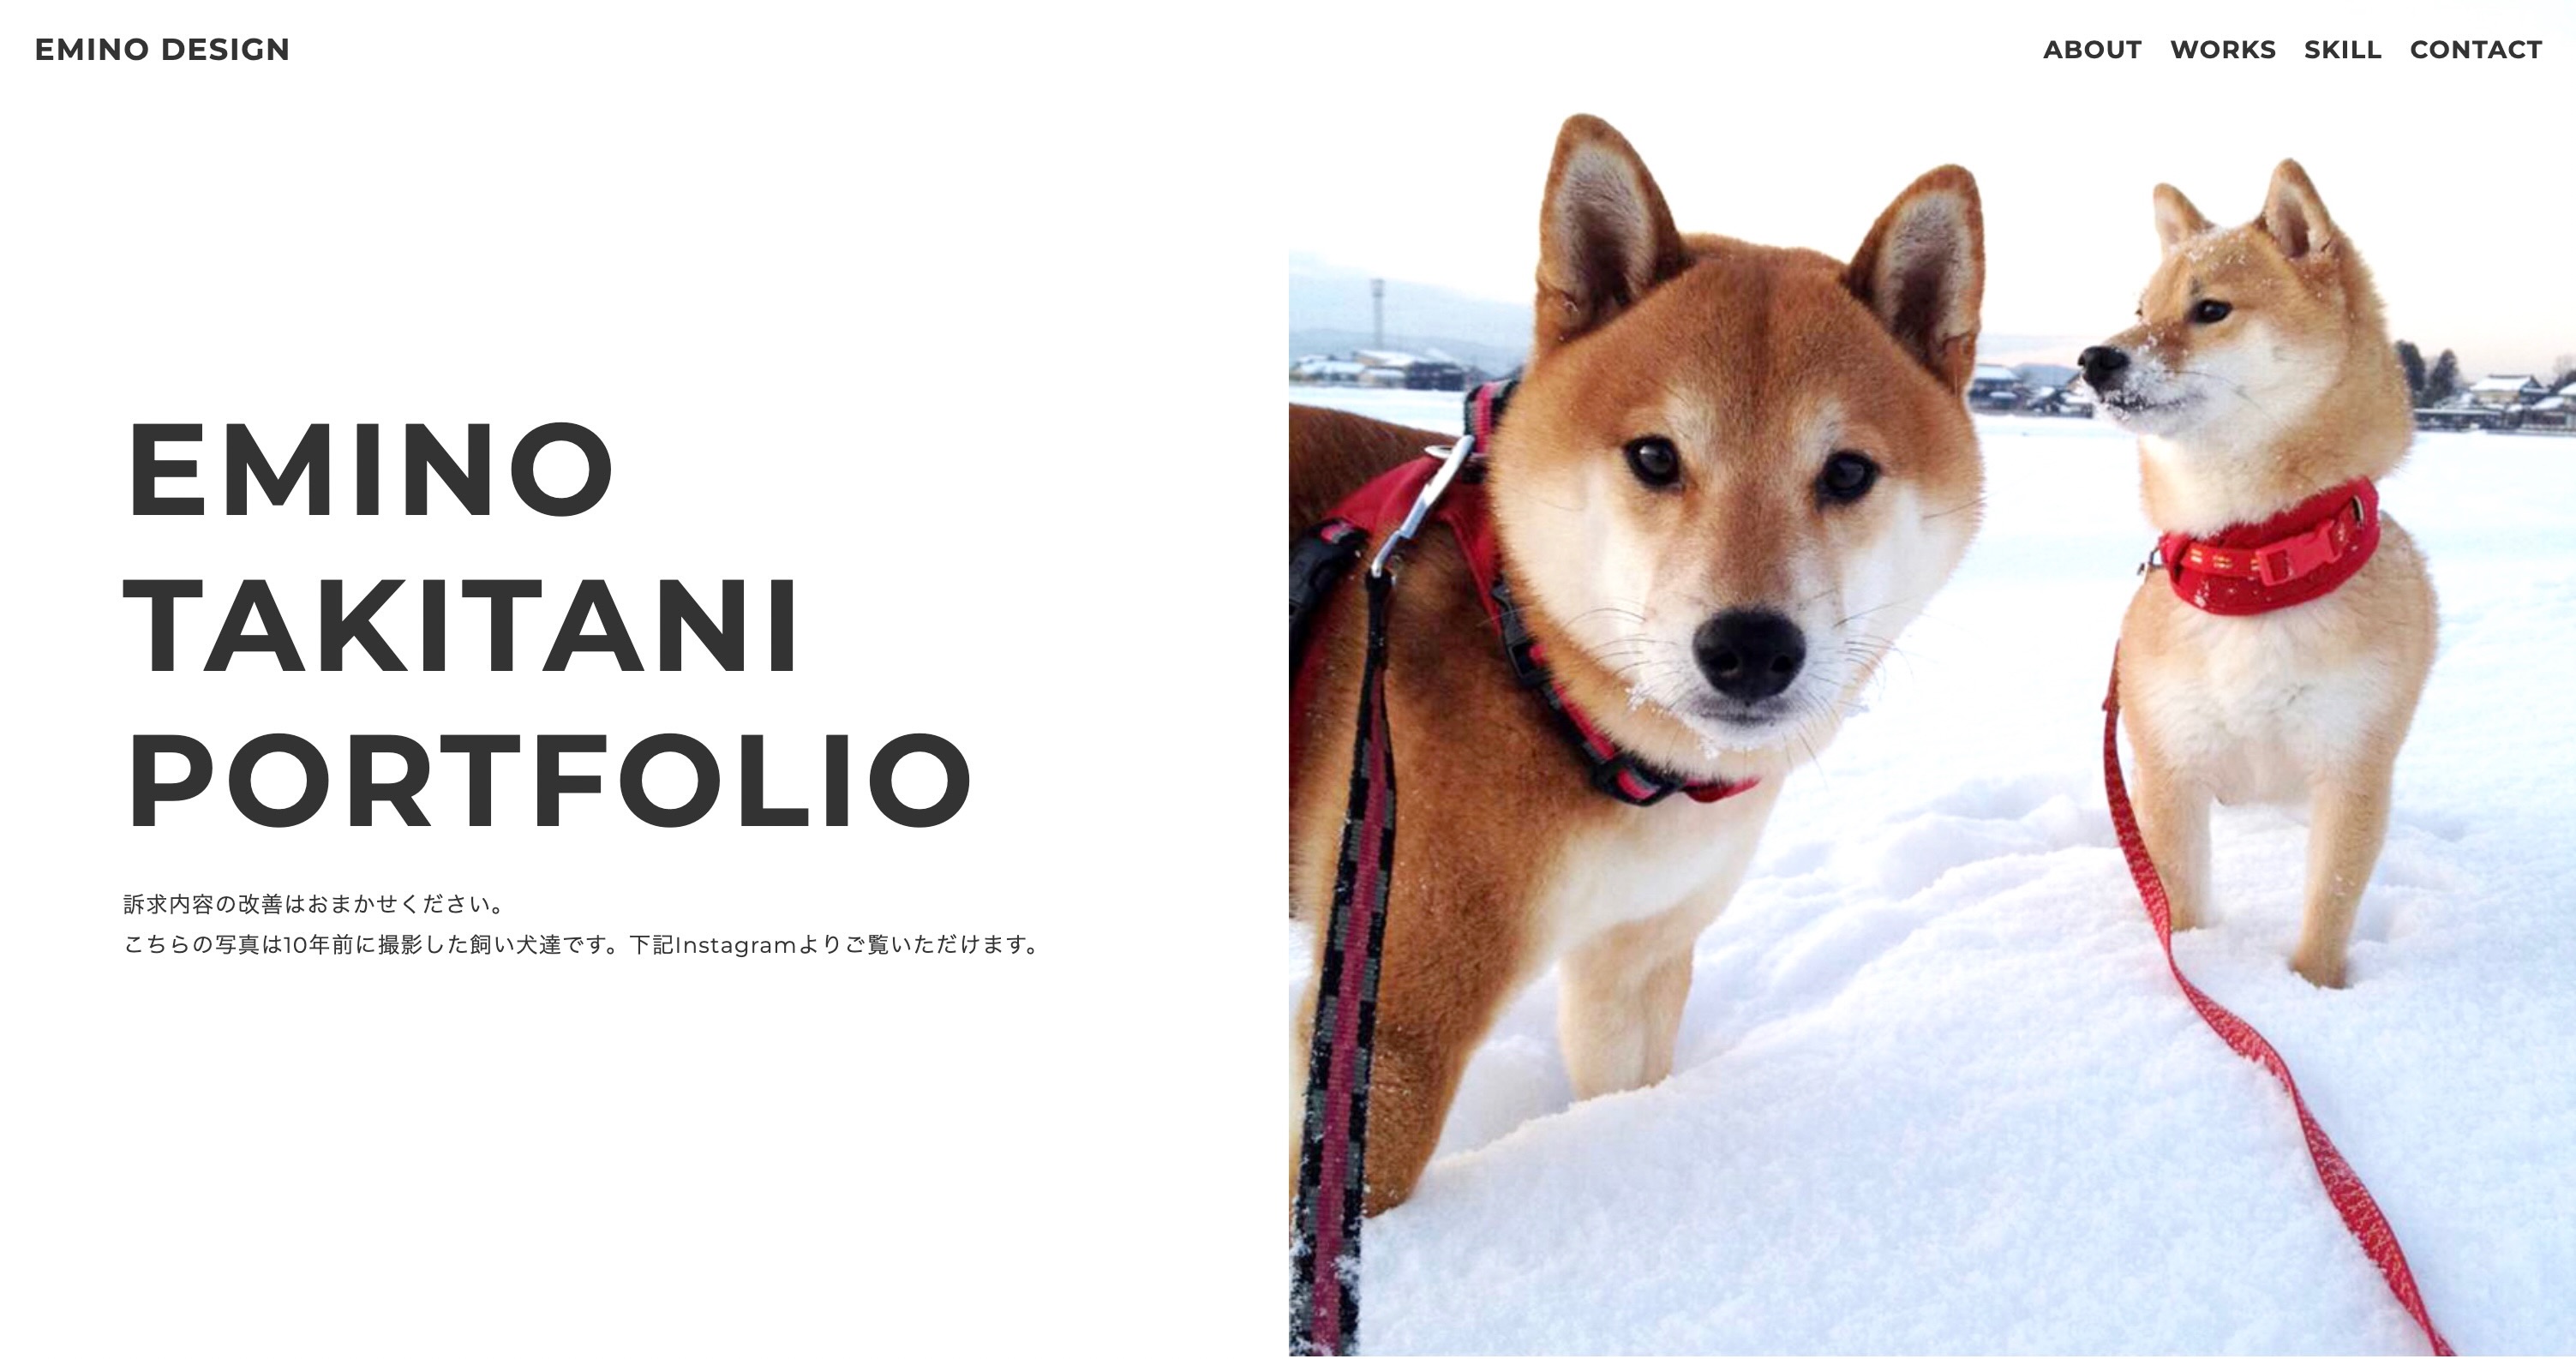 EMINO DESIGN
ABOUT WORKS SKILL CONTACT
EMINO
TAKITANI
PORTFOLIO
訴求内容の改善はおまかせください。
こちらの写真は10年前に撮影した飼い犬達です。下記Instagramよりご覧いただけます。